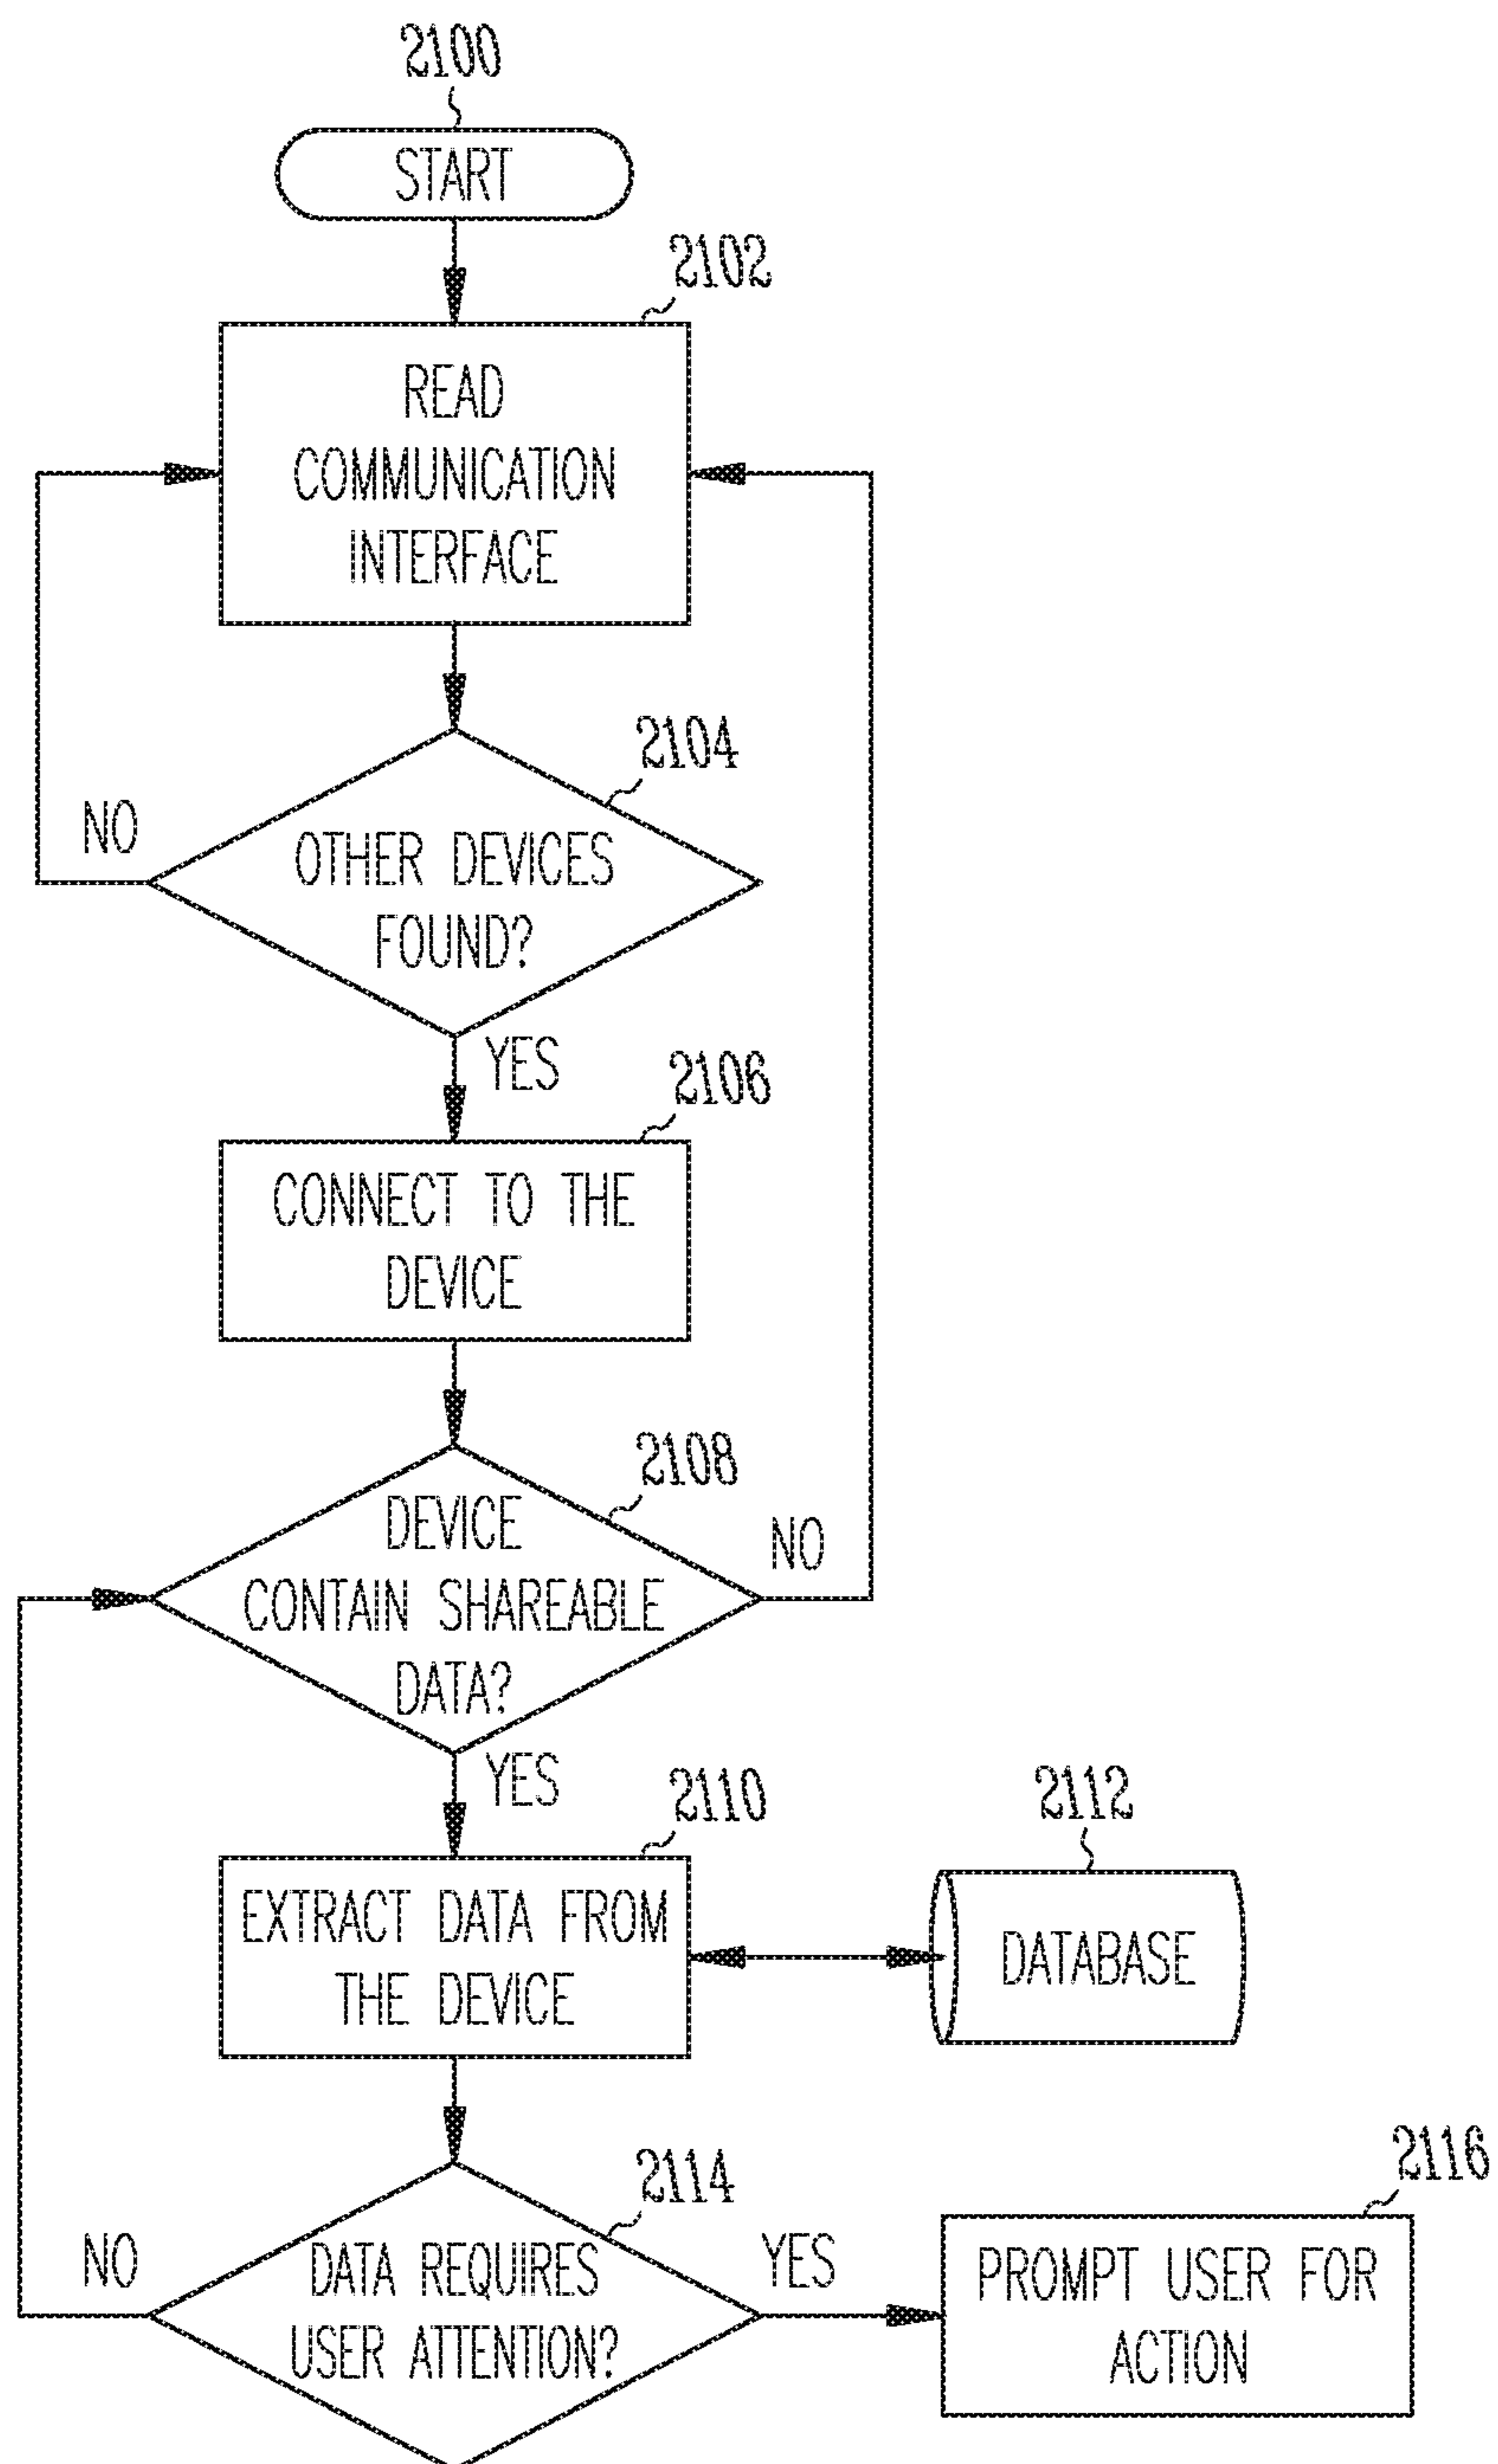 2100
START
2102
READ
COMMUNICATION
INTERFACE
2104
NO
OTHER DEVICES
FOUND?
YES
2106
CONNECT TO THE
DEVICE
2108
DEVICE
NO
CONTAIN SHAREABLE
DATA?
YES
2110
2112
EXTRACT DATA FROM
THE DEVICE
DATABASE
2114
2116
NO
DATA REQUIRES
USER ATTENTION?
YES
PROMPT USER FOR
ACTION